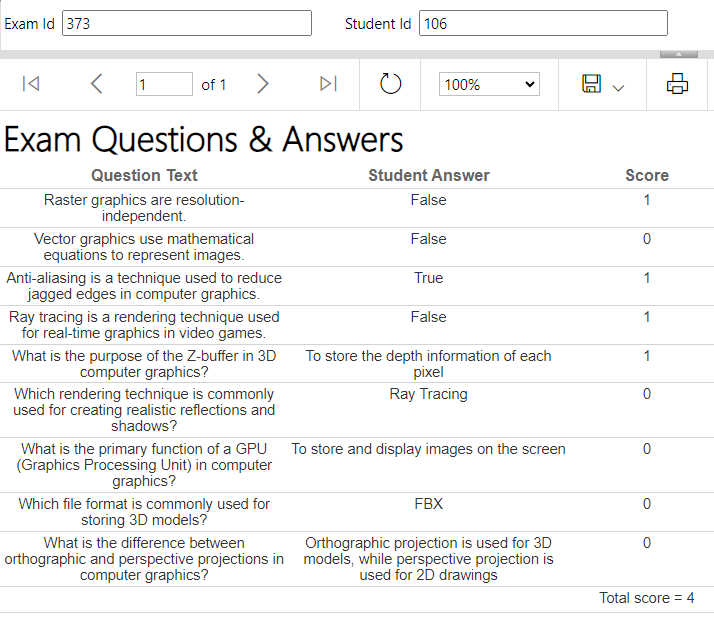 Exam Id 373 Student Id 106
1 of 1 100%
Exam Questions & Answers
Question Text Student Answer Score
Raster graphics are resolution- False 1
independent.
Vector graphics use mathematical False 0
equations to represent images.
Anti-aliasing is a technique used to reduce True 1
jagged edges in computer graphics.
Ray tracing is a rendering technique used False 1
for real-time graphics in video games.
What is the purpose of the Z-buffer in 3D To store the depth information of each 1
computer graphics? pixel
Which rendering technique is commonly Ray Tracing 0
used for creating realistic reflections and
shadows?
What is the primary function of a GPU To store and display images on the screen 0
(Graphics Processing Unit) in computer
graphics?
Which file format is commonly used for FBX 0
storing 3D models?
What is the difference between Orthographic projection is used for 3D 0
orthographic and perspective projections in models, while perspective projection is
computer graphics? used for 2D drawings
Total score = 4